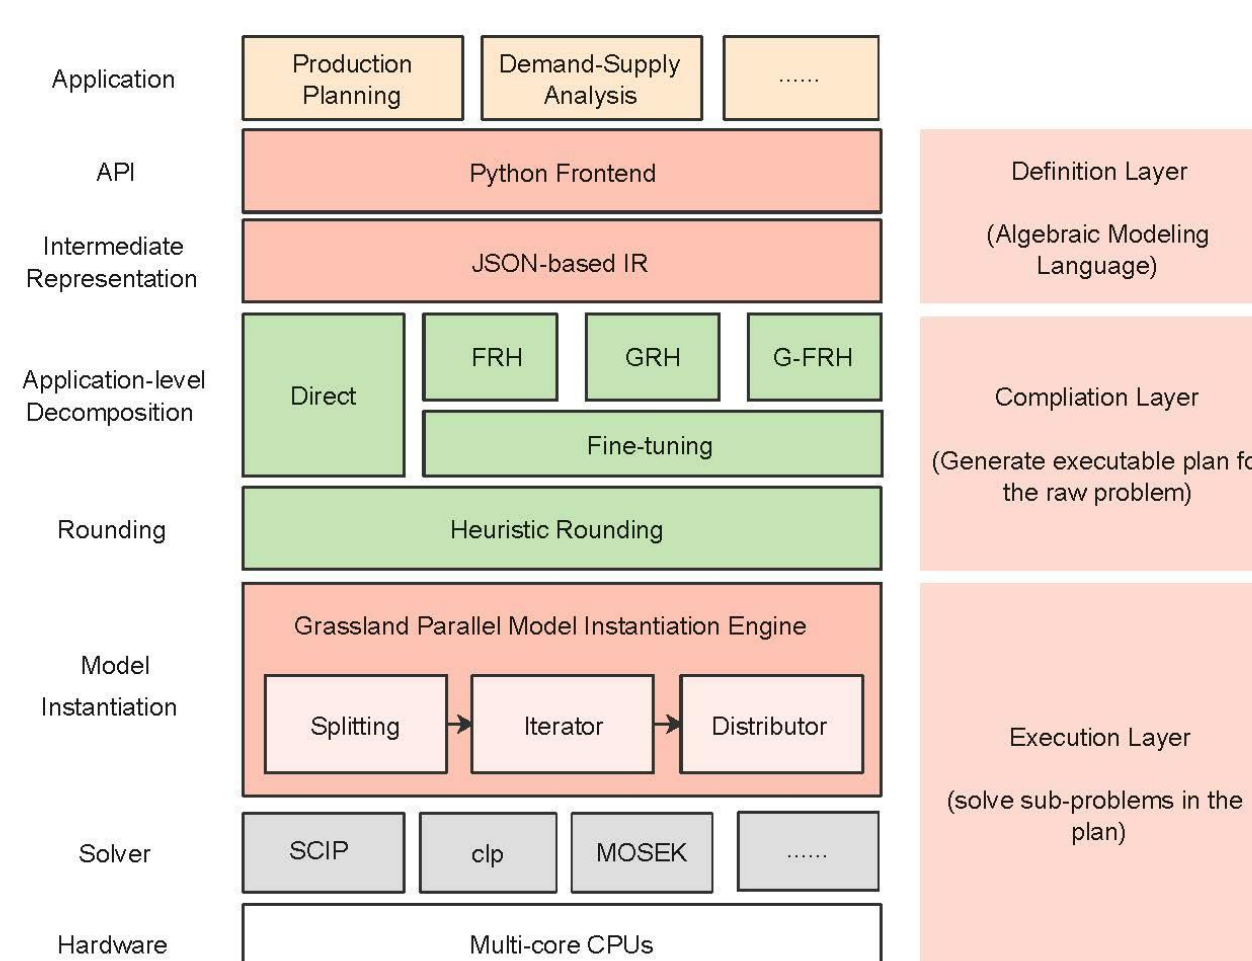 Application
Production
Planning
Demand-Supply
Analysis
......
API
Python Frontend
Definition Layer
(Algebraic Modeling
Language)
Intermediate
Representation
JSON-based IR
Application-level
Decomposition
Direct
FRH
GRH
G-FRH
Fine-tuning
Compliation Layer
(Generate executable plan fo
the raw problem)
Rounding
Heuristic Rounding
Model
Instantiation
Grassland Parallel Model Instantiation Engine
Splitting
Iterator
Distributor
Execution Layer
(solve sub-problems in the
plan)
Solver
SCIP
clp
MOSEK
......
Hardware
Multi-core CPUs